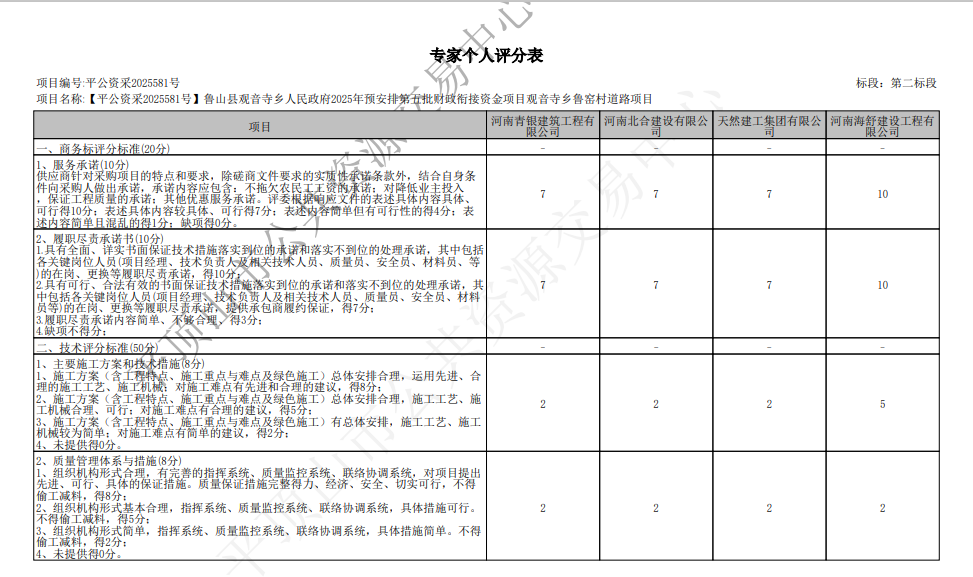 专家个人评分表
项目编号:平公资采2025581号
标段: 第二标段
项目名称:【平公资采2025581号】鲁山县观音寺乡人民政府2025年预安排第五批财政衔接资金项目观音寺乡鲁窑村道路项目
项目
河南青银建筑工程有限公司
河南北合建设有限公司
天然建工集团有限公司
河南海舒建设工程有限公司
一、商务标评分标准(20分)
- - - -
1、服务承诺(10分)
供应商针对采购项目的特点和要求，除磋商文件要求的实质性承诺条款外，结合自身条
件向采购人做出承诺，承诺内容应包含：不拖欠农民工工资的承诺；对降低业主投入
，保证工程质量的承诺；其他优惠服务承诺。评委根据响应文件的表述具体内容具体、
可行得10分；表述具体内容较具体、可行得7分；表述内容简单但有可行性的得4分；表
述内容简单且混乱的得1分；缺项得0分。
7 7 7 10
2、履职尽责承诺书(10分)
1.具有全面、详实书面保证技术措施落实到位的承诺和落实不到位的处理承诺，其中包括
各关键岗位人员(项目经理、技术负责人及相关技术人员、质量员、安全员、材料员、等
)的在岗、更换等履职尽责承诺，得10分；
2.具有可行、合法有效的书面保证技术措施落实到位的承诺和落实不到位的处理承诺，其
中包括各关键岗位人员(项目经理、技术负责人及相关技术人员、质量员、安全员、材料
员等)的在岗、更换等履职尽责承诺，提供承包商履约保证，得7分；
3.履职尽责承诺内容简单、不够合理、得3分；
4.缺项不得分；
7 7 7 10
二、技术评分标准(50分)
- - - -
1、主要施工方案和技术措施(8分)
1、施工方案（含工程特点、施工重点与难点及绿色施工）总体安排合理，运用先进、合
理的施工工艺、施工机械；对施工难点有先进和合理的建议，得8分；
2、施工方案（含工程特点、施工重点与难点及绿色施工）总体安排合理，施工工艺、施
工机械合理、可行；对施工难点有合理的建议，得5分；
3、施工方案（含工程特点、施工重点与难点及绿色施工）有总体安排，施工工艺、施工
机械较为简单；对施工难点有简单的建议，得2分；
4、未提供得0分。
2 2 2 5
2、质量管理体系与措施(8分)
1、组织机构形式合理，有完善的指挥系统、质量监控系统、联络协调系统，对项目提出
先进、可行、具体的保证措施。质量保证措施完整得力、经济、安全、切实可行，不得
偷工减料，得8分；
2、组织机构形式基本合理，指挥系统、质量监控系统、联络协调系统，具体措施可行。
不得偷工减料，得5分；
3、组织机构形式简单，指挥系统、质量监控系统、联络协调系统，具体措施简单。不得
偷工减料，得2分；
4、未提供得0分。
2 2 2 2
平顶山市公共资源交易中心
平顶山市公共资源交易中心